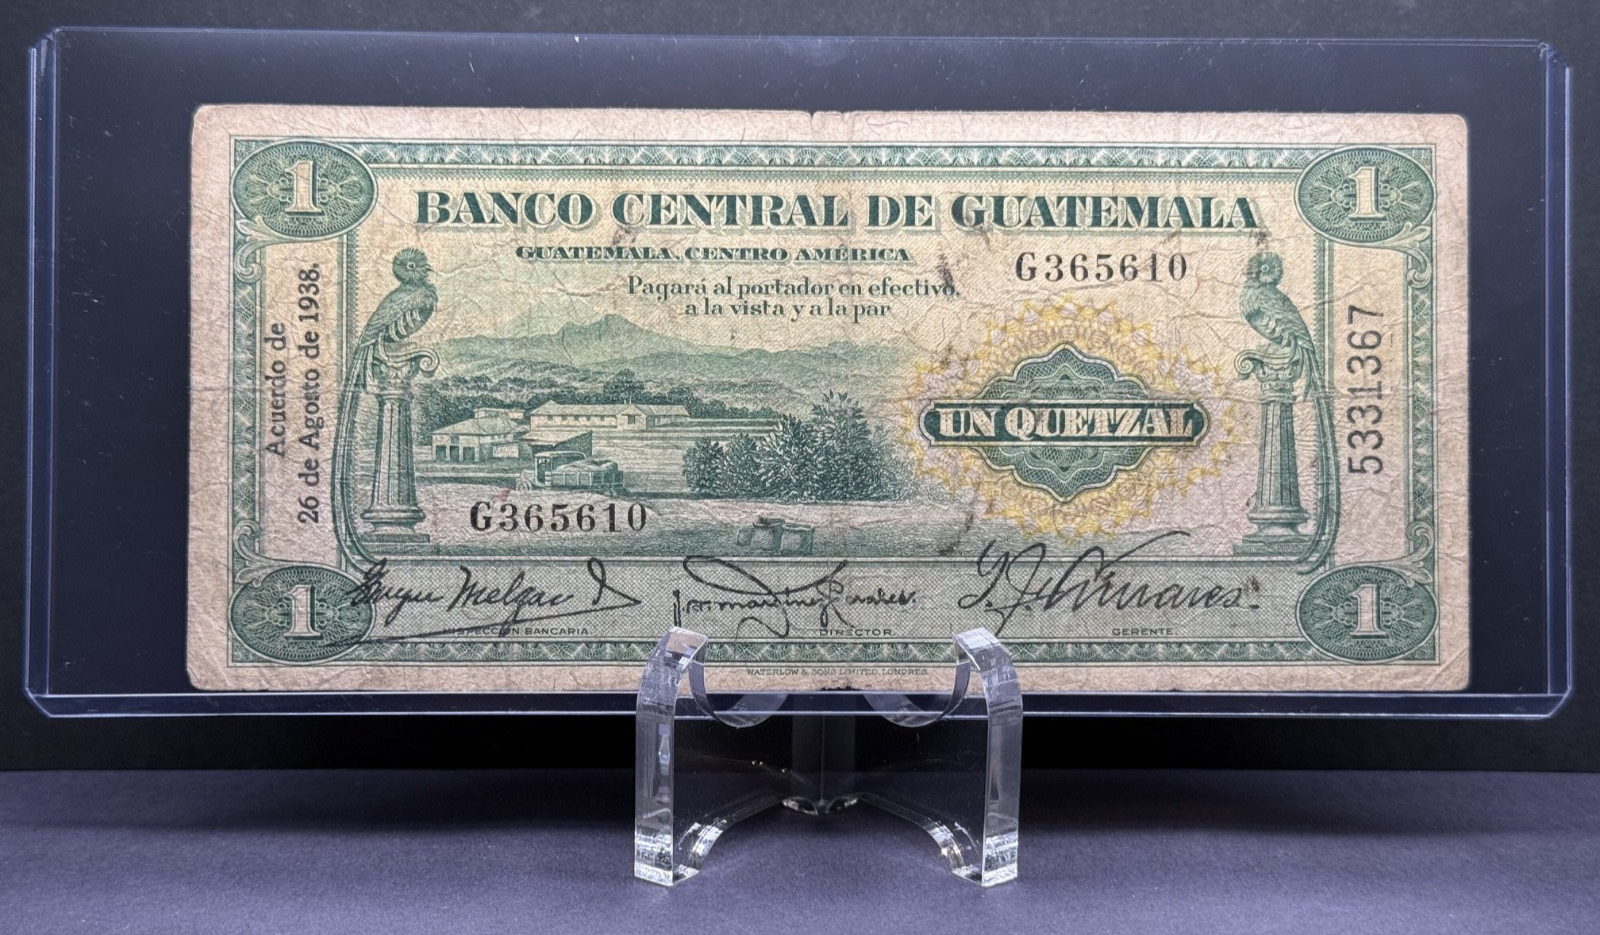 1
1
BANCO CENTRAL DE GUATEMALA
GUATEMALA, CENTRO AMÉRICA
G365610
Pagará al portador en efectivo,
a la vista y a la par
Acuerdo de
26 de Agosto de 1938.
5331367
UN QUETZAL
G365610
1
1
INSPECCIÓN BANCARIA
DIRECTOR.
GERENTE.
WATERLOW & SONS LIMITED, LONDRES.